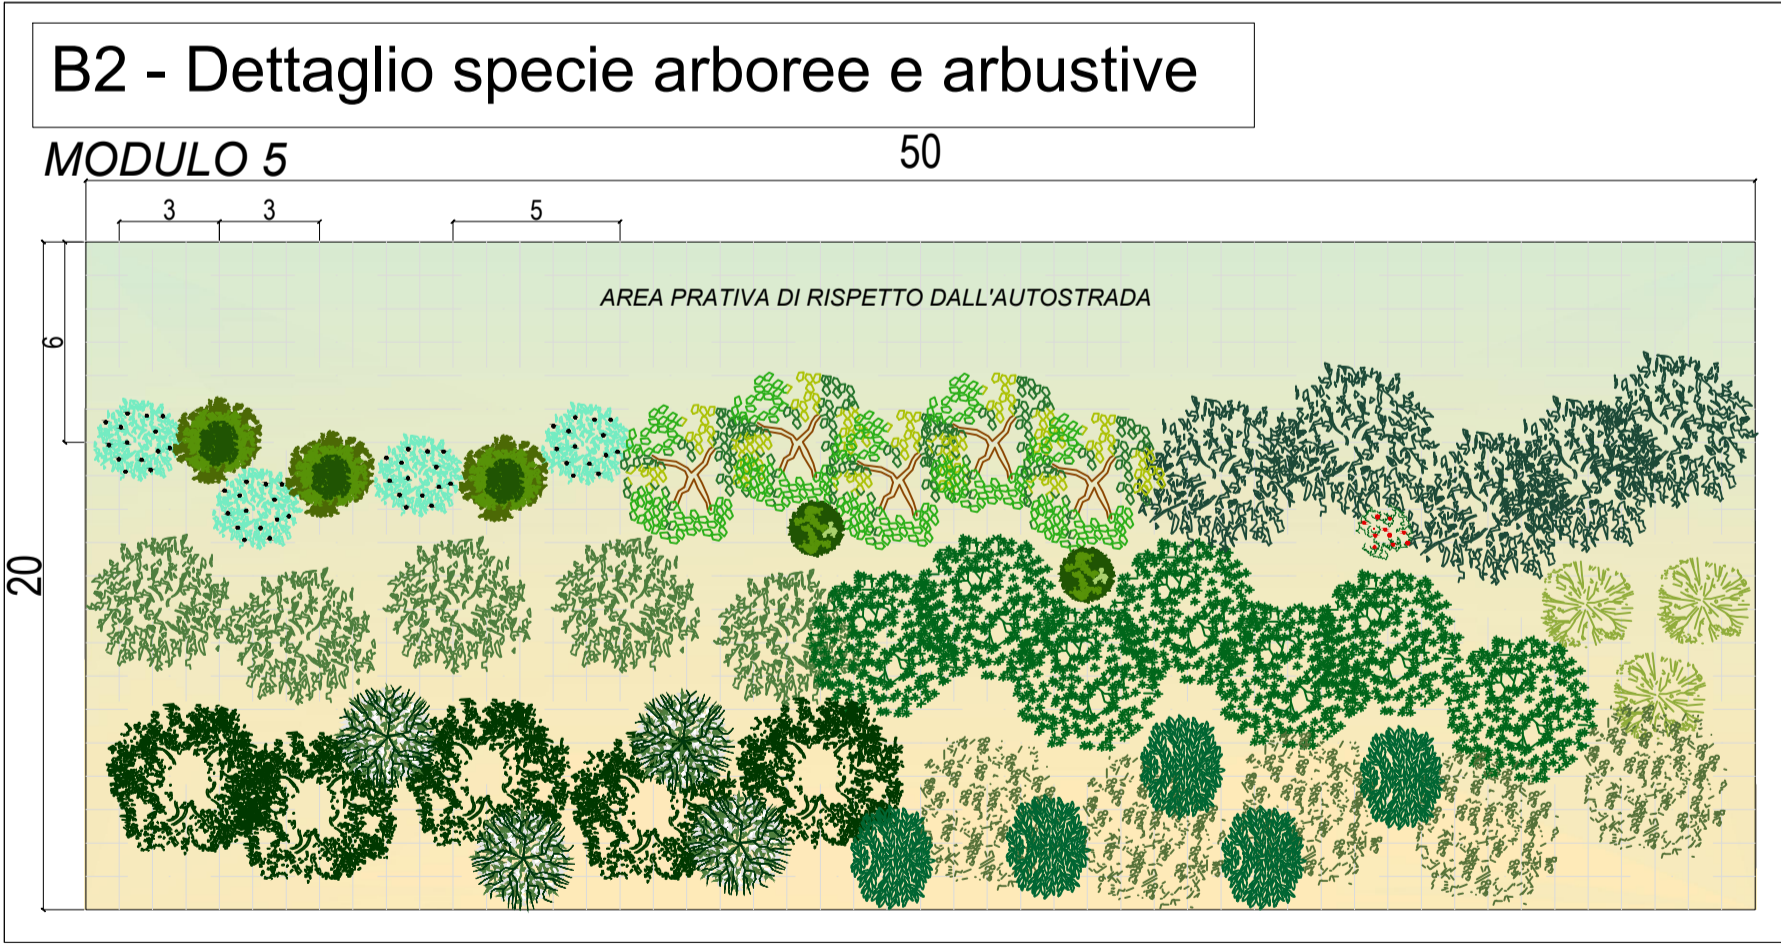 B2 - Dettaglio specie arboree e arbustive
MODULO 5
50
3 3 5
AREA PRATIVA DI RISPETTO DALL'AUTOSTRADA
6
20